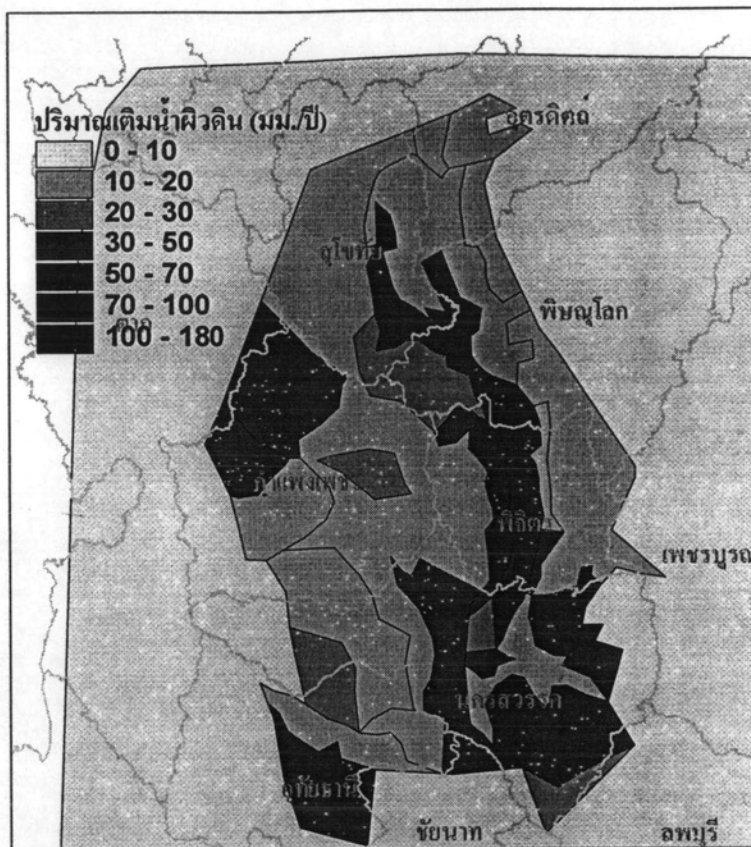 อุตรดิตถ์
ปริมาณเติมน้ำผิวดิน (มม./ปี)
0 - 10
10 - 20
20 - 30
30 - 50
50 - 70
70 - 100
100 - 180
สุโขทัย
พิษณุโลก
ตาก
กำแพงเพชร
พิจิตร
เพชรบูรณ
นครสวรรค์
อุทัยธานี
ชัยนาท
ลพบุรี